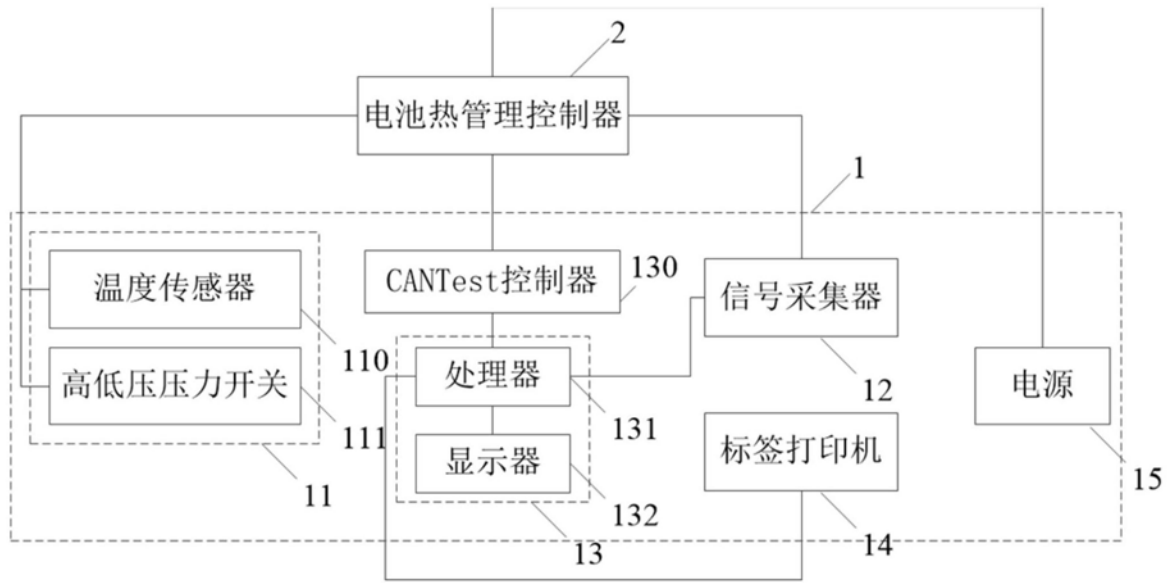 2
电池热管理控制器
1
温度传感器
110
高低压压力开关
111
11
CANTest控制器
130
处理器
131
显示器
132
13
信号采集器
12
标签打印机
14
电源
15